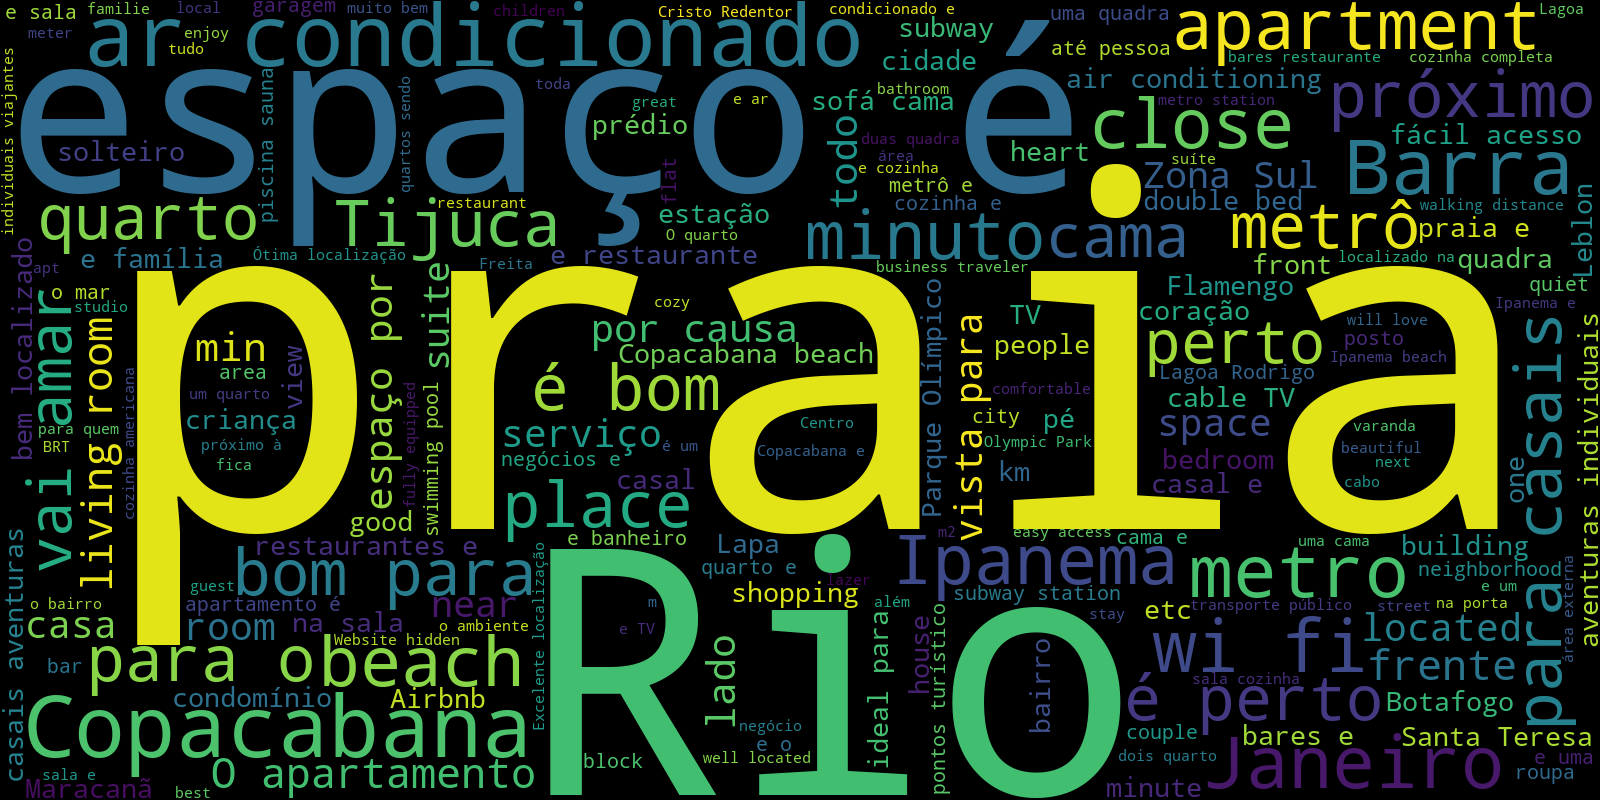 e sala
familie
local
garagem
muito bem
children
Cristo Redentor
condicionado e
uma quadra
apartment
Lagoa
meter
ar condicionado
enjoy
tudo
subway
cidade
até pessoa
bares restaurante
cozinha completa
individuais viajantes
espaço é
toda
great
e ar
prédio
sofá cama
bathroom
air conditioning
metro station
próximo
solteiro
piscina sauna
quartos sendo
flat
todo
duas quadra
área
e cozinha
metrô e
cozinha e
heart
close
suíte
Zona Sul
double bed
fácil acesso
Barra
walking distance
Leblon
quarto
Tijuca
restaurant
estação
O quarto
minuto
cama
metrô
praia e
bem localizado
e família
Ótima localização
Freita
e restaurante
business traveler
front
localizado na
quadra
apt
o mar
studio
vai amar
living room
praia
min
area
view
um quarto
criança
próximo à
fica
para quem
BRT
cozinha americana
espaço por
suite
fully equipped
swimming pool
good
cozy
por causa
Copacabana beach
é bom
serviço
negócios e
é um
casal
place
Centro
Copacabana e
Parque Olímpico
vista para
TV
people
comfortable
city
pé
Olympic Park
km
Flamengo
coração
perto
Lagoa Rodrigo
cable TV
space
bedroom
casal e
quiet
Ipanema e
will love
posto
Ipanema beach
varanda
beautiful
next
cabo
one
para casais
aventuras individuais
casais aventuras
restaurantes e
bom para
guest
o bairro
apartamento é
near
casa
room
na sala
o ambiente
Website hidden
Excelente localização
e banheiro
Rio
m
e TV
Lapa
quarto e
lazer
shopping
além
Ipanema
m2
easy access
cama e
subway station
stay
uma cama
metro
building
neighborhood
e um
etc
transporte público
street
na porta
área externa
bar
para o
beach
condomínio
Airbnb
Copacabana
O apartamento
Maracanã
sala e
best
lado
negócio
e o
block
well located
ideal para
house
pontos turístico
bairro
wi fi
located
frente
sala cozinha
é perto
Botafogo
couple
bares e
Santa Teresa
dois quarto
Janeiro
e uma
roupa
minute